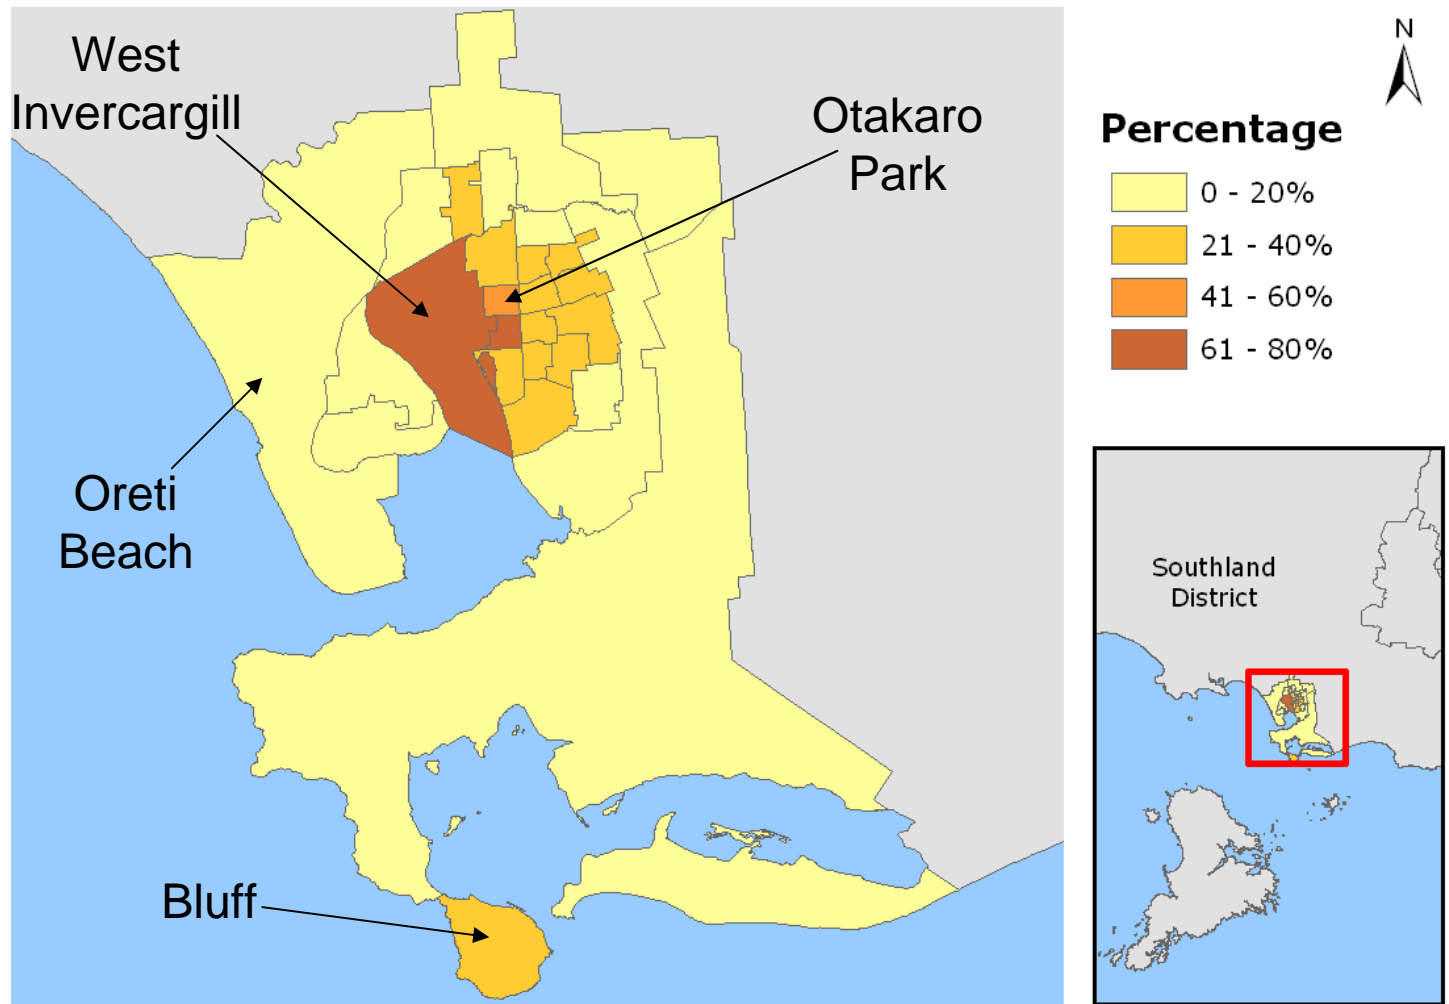 West
Invercargill
Otakaro
Park
Oreti
Beach
Bluff
N
Percentage
0 - 20%
21 - 40%
41 - 60%
61 - 80%
Southland
District